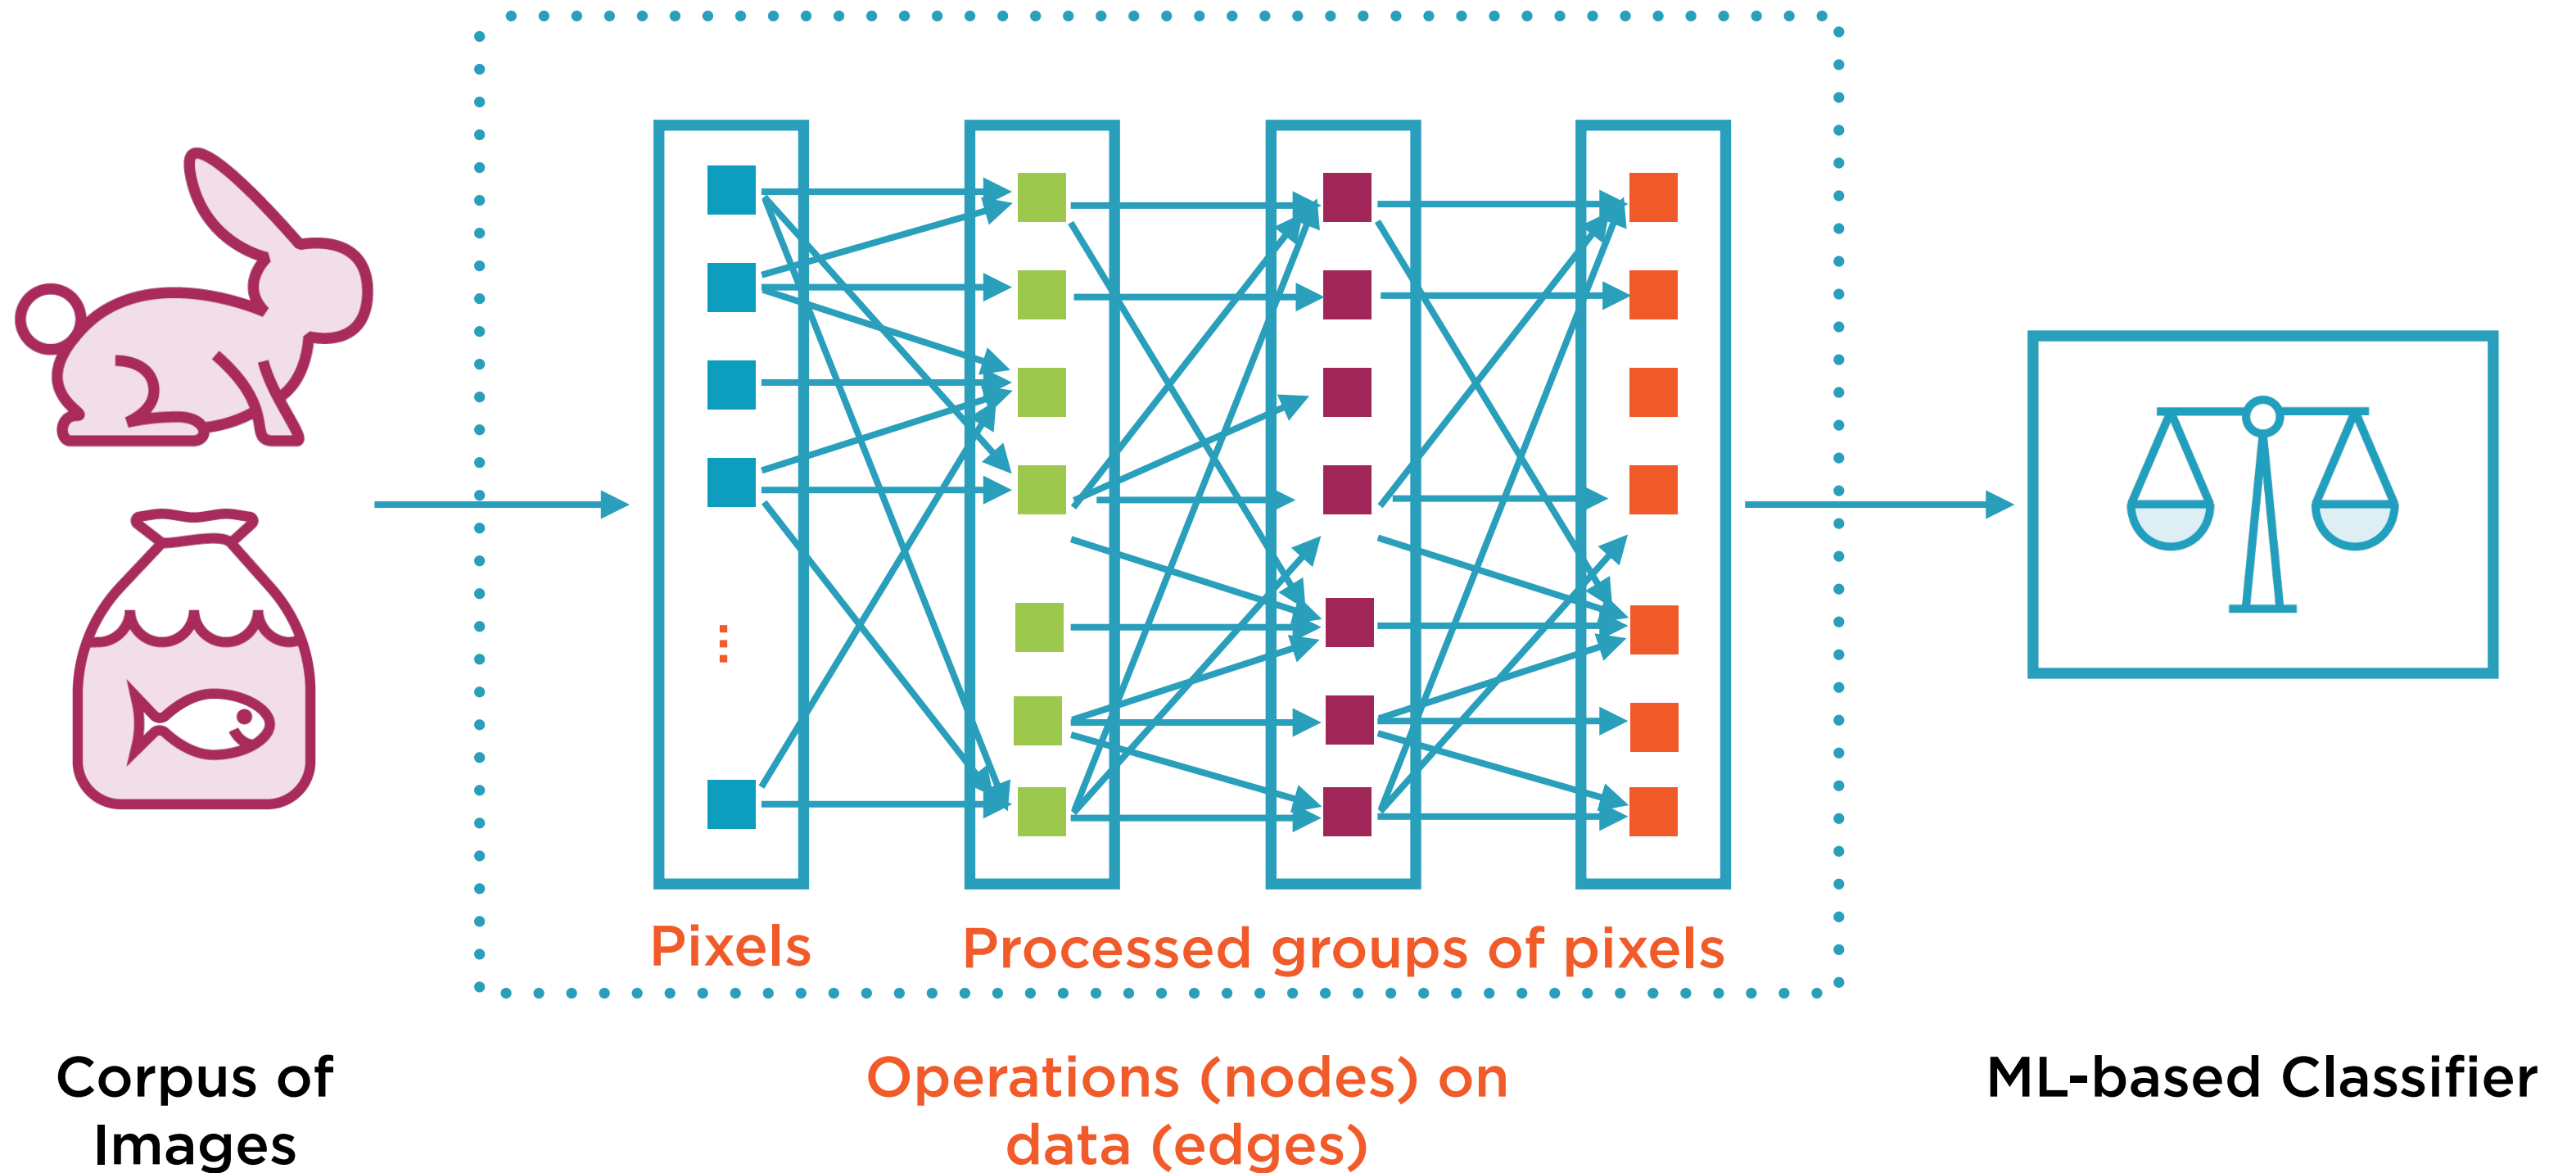 Pixels
Processed groups of pixels
Corpus of
Images
Operations (nodes) on
data (edges)
ML-based Classifier